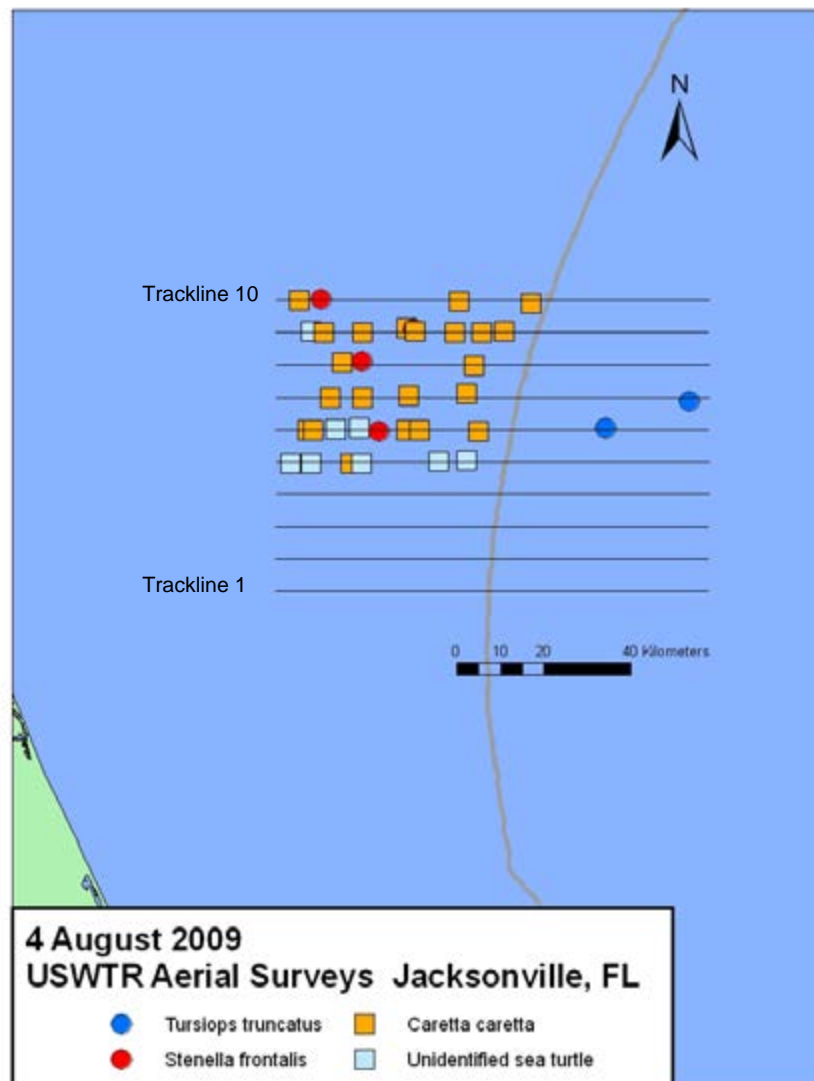 N
Trackline 10
Trackline 1
0 10 20 40 Kilometers
4 August 2009
USWTR Aerial Surveys Jacksonville, FL
Tursiops truncatus
Caretta caretta
Stenella frontalis
Unidentified sea turtle